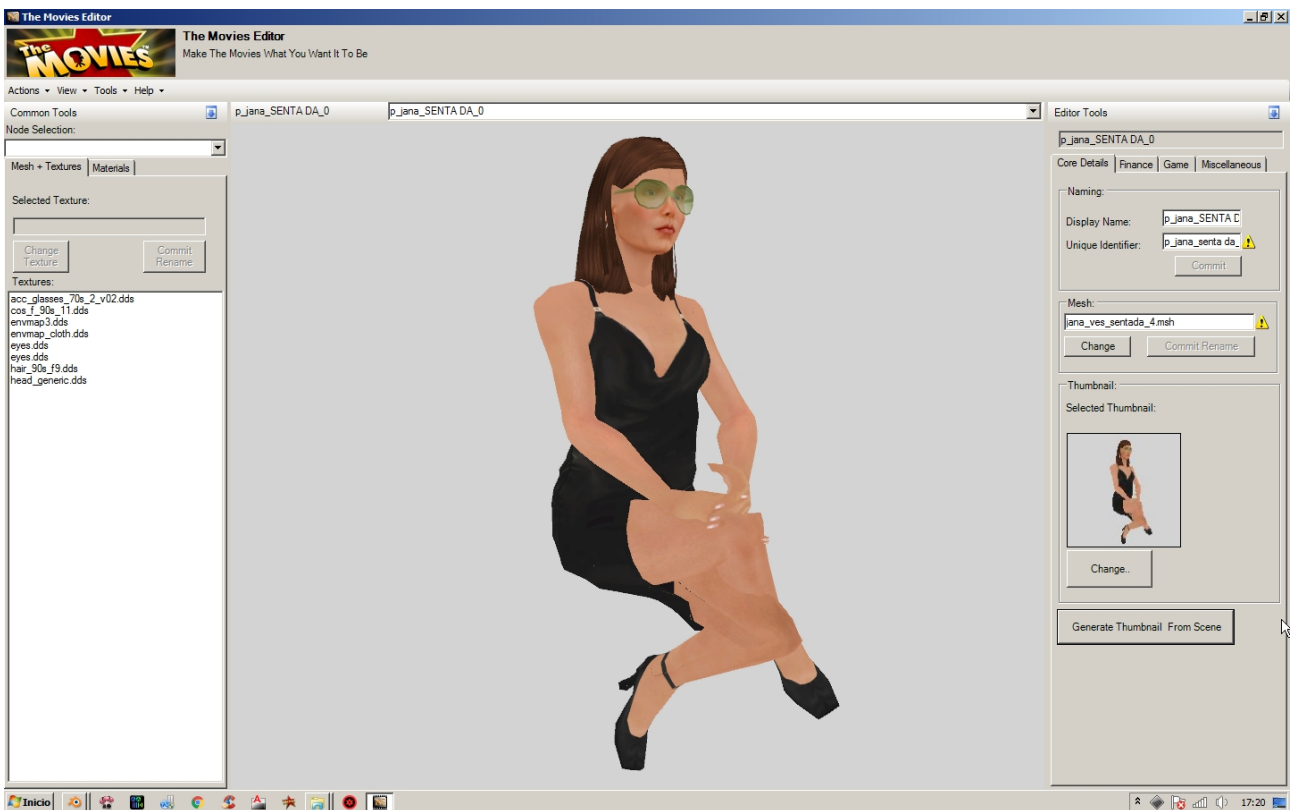 The Movies Editor
The MOVIES
The Movies Editor
Make The Movies What You Want It To Be
Actions View Tools Help
Common Tools
Node Selection:
Mesh + Textures Materials
Selected Texture:
Change Texture
Commit Rename
Textures:
acc_glasses_70s_2_v02.dds
cos_f_90s_11.dds
envmap3.dds
envmap_cloth.dds
eyes.dds
eyes.dds
hair_90s_f9.dds
head_generic.dds
p_jana_SENTA DA_0 p_jana_SENTA DA_0
Editor Tools
p_jana_SENTA DA_0
Core Details Finance Game Miscellaneous
Naming:
Display Name: p_jana_SENTA D
Unique Identifier: p_jana_senta da_
Commit
Mesh:
jana_ves_sentada_4.msh
Change Commit Rename
Thumbnail:
Selected Thumbnail:
Change..
Generate Thumbnail From Scene
Inicio 17:20